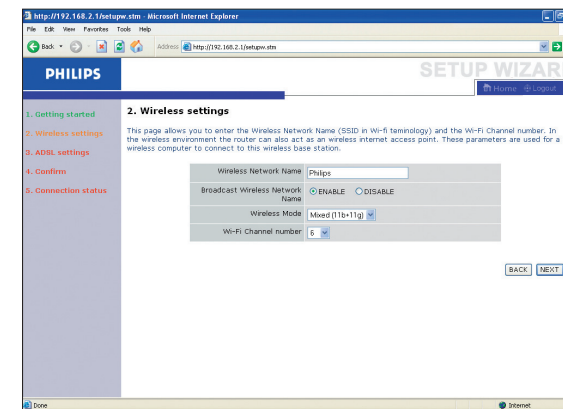 http://192.168.2.1/setupw.stm - Microsoft Internet Explorer
File Edit View Favorites Tools Help
Back
Address http://192.168.2.1/setupw.stm
PHILIPS
SETUP WIZAR
Home Logout
1. Getting started
2. Wireless settings
3. ADSL settings
4. Confirm
5. Connection status
2. Wireless settings
This page allows you to enter the Wireless Network Name (SSID in Wi-fi teminology) and the Wi-Fi Channel number. In
the wireless environment the router can also act as an wireless internet access point. These parameters are used for a
wireless computer to connect to this wireless base station.
Wireless Network Name Philips
Broadcast Wireless Network Name ENABLE DISABLE
Wireless Mode Mixed (11b+11g)
Wi-Fi Channel number 6
BACK NEXT
Done Internet